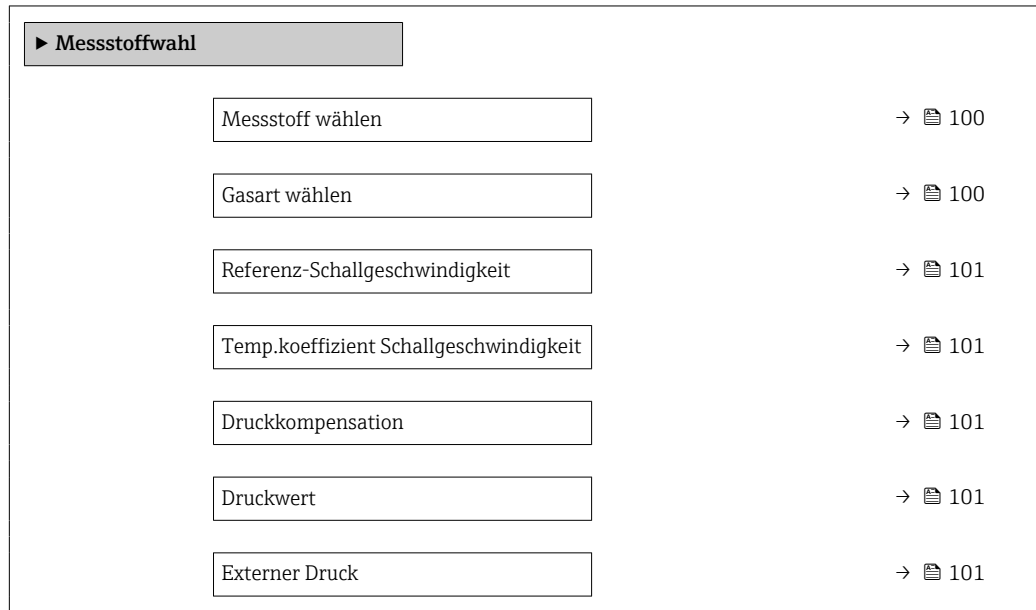 ▶ Messstoffwahl
Messstoff wählen → 100
Gasart wählen → 100
Referenz-Schallgeschwindigkeit → 101
Temp.koeffizient Schallgeschwindigkeit → 101
Druckkompensation → 101
Druckwert → 101
Externer Druck → 101